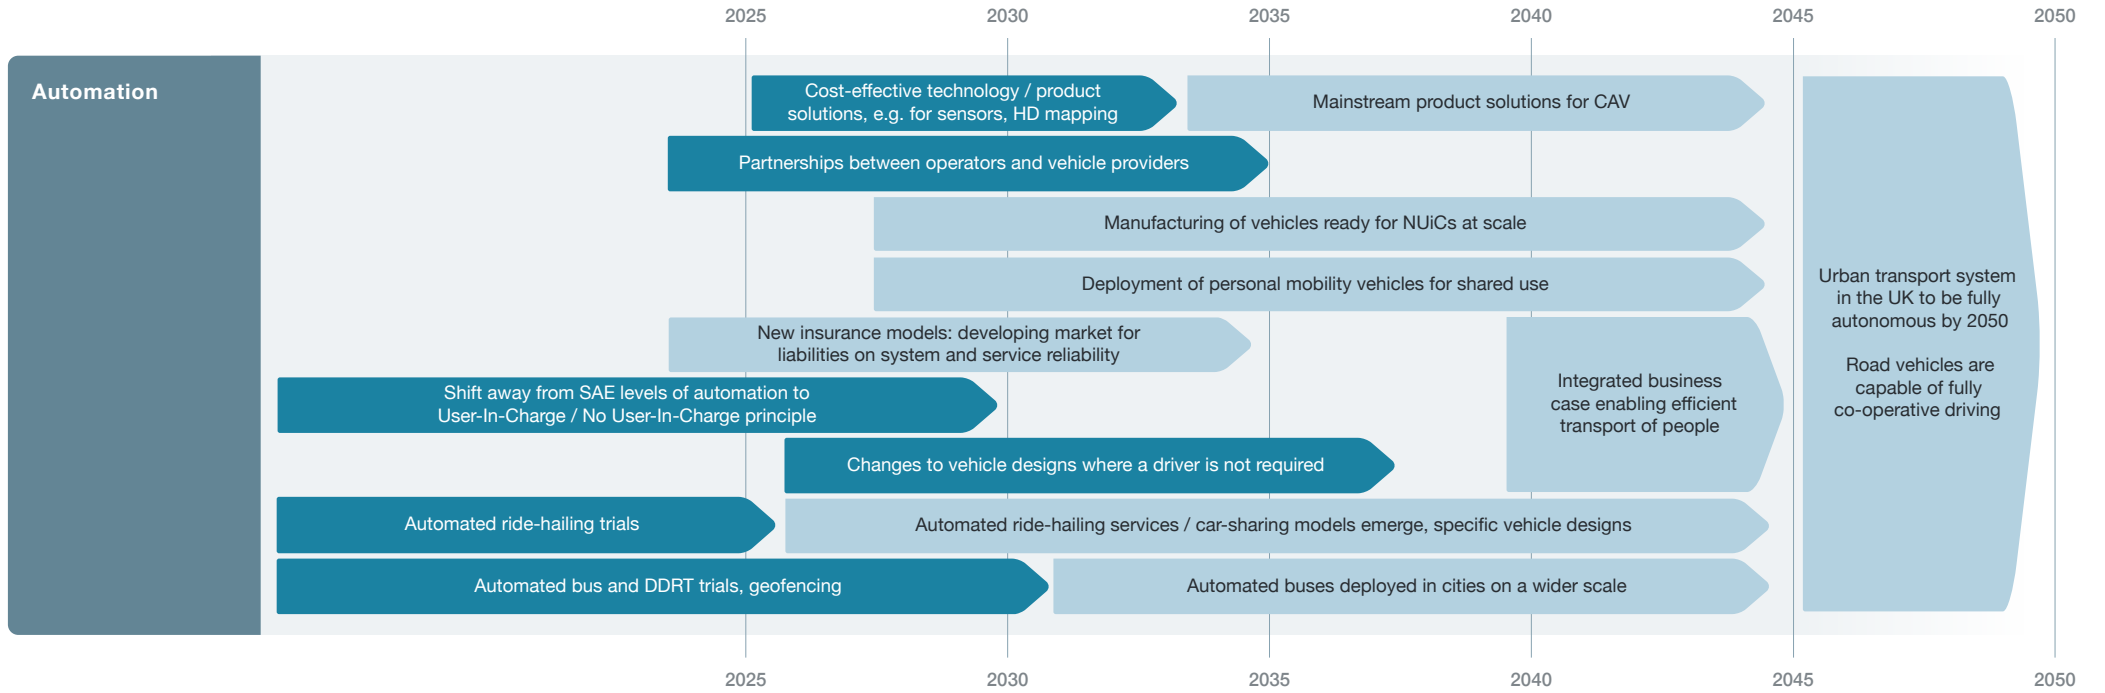 2025 2030 2035 2040 2045 2050
Automation
Cost-effective technology / product
solutions, e.g. for sensors, HD mapping
Mainstream product solutions for CAV
Partnerships between operators and vehicle providers
Manufacturing of vehicles ready for NUiCs at scale
Deployment of personal mobility vehicles for shared use
New insurance models: developing market for
liabilities on system and service reliability
Shift away from SAE levels of automation to
User-In-Charge / No User-In-Charge principle
Integrated business
case enabling efficient
transport of people
Urban transport system
in the UK to be fully
autonomous by 2050
Road vehicles are
capable of fully
co-operative driving
Changes to vehicle designs where a driver is not required
Automated ride-hailing trials
Automated ride-hailing services / car-sharing models emerge, specific vehicle designs
Automated bus and DDRT trials, geofencing
Automated buses deployed in cities on a wider scale
2025 2030 2035 2040 2045 2050